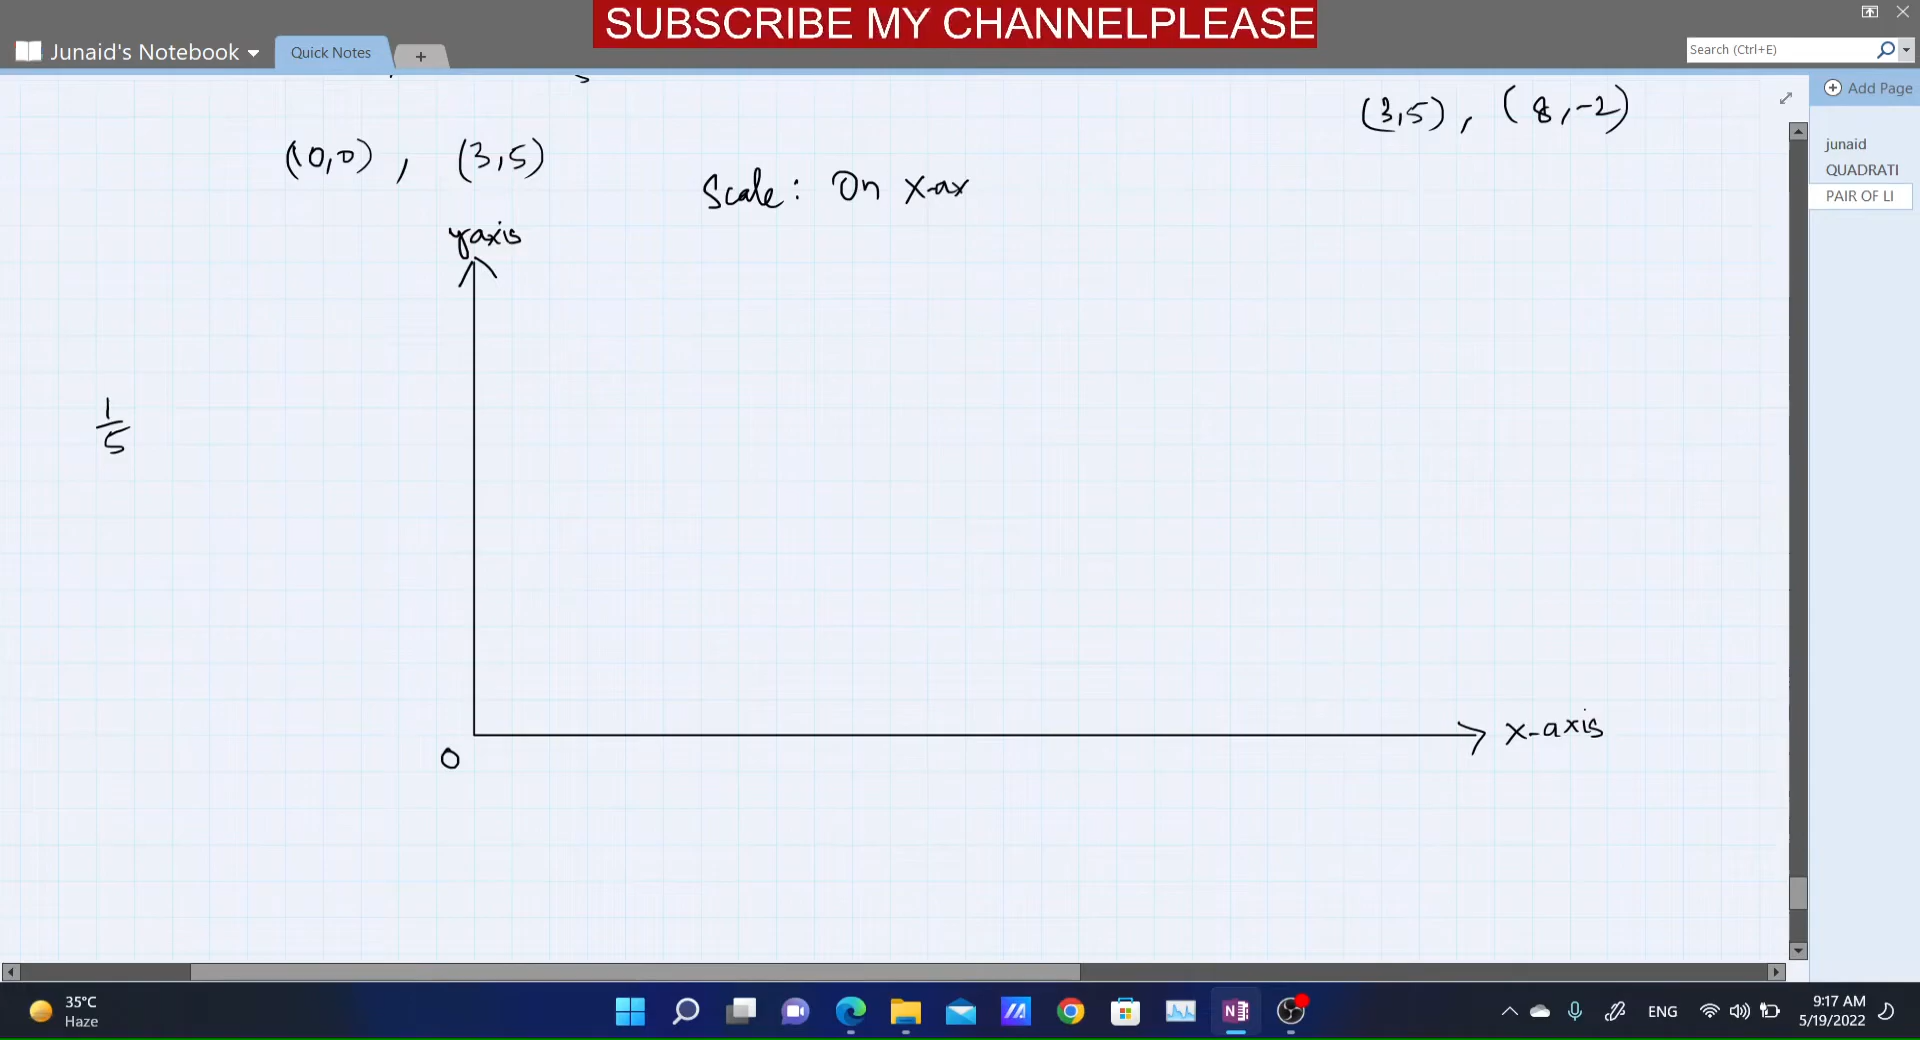 SUBSCRIBE MY CHANNELPLEASE
Junaid's Notebook
Quick Notes
+
Search (Ctrl+E)
Add Page
junaid
QUADRATI
PAIR OF LI
(3,5), (8,-2)
(0,0), (3,5)
Scale: On x-ax
y axis
1/5
x-axis
0
35°C
Haze
ENG
9:17 AM
5/19/2022